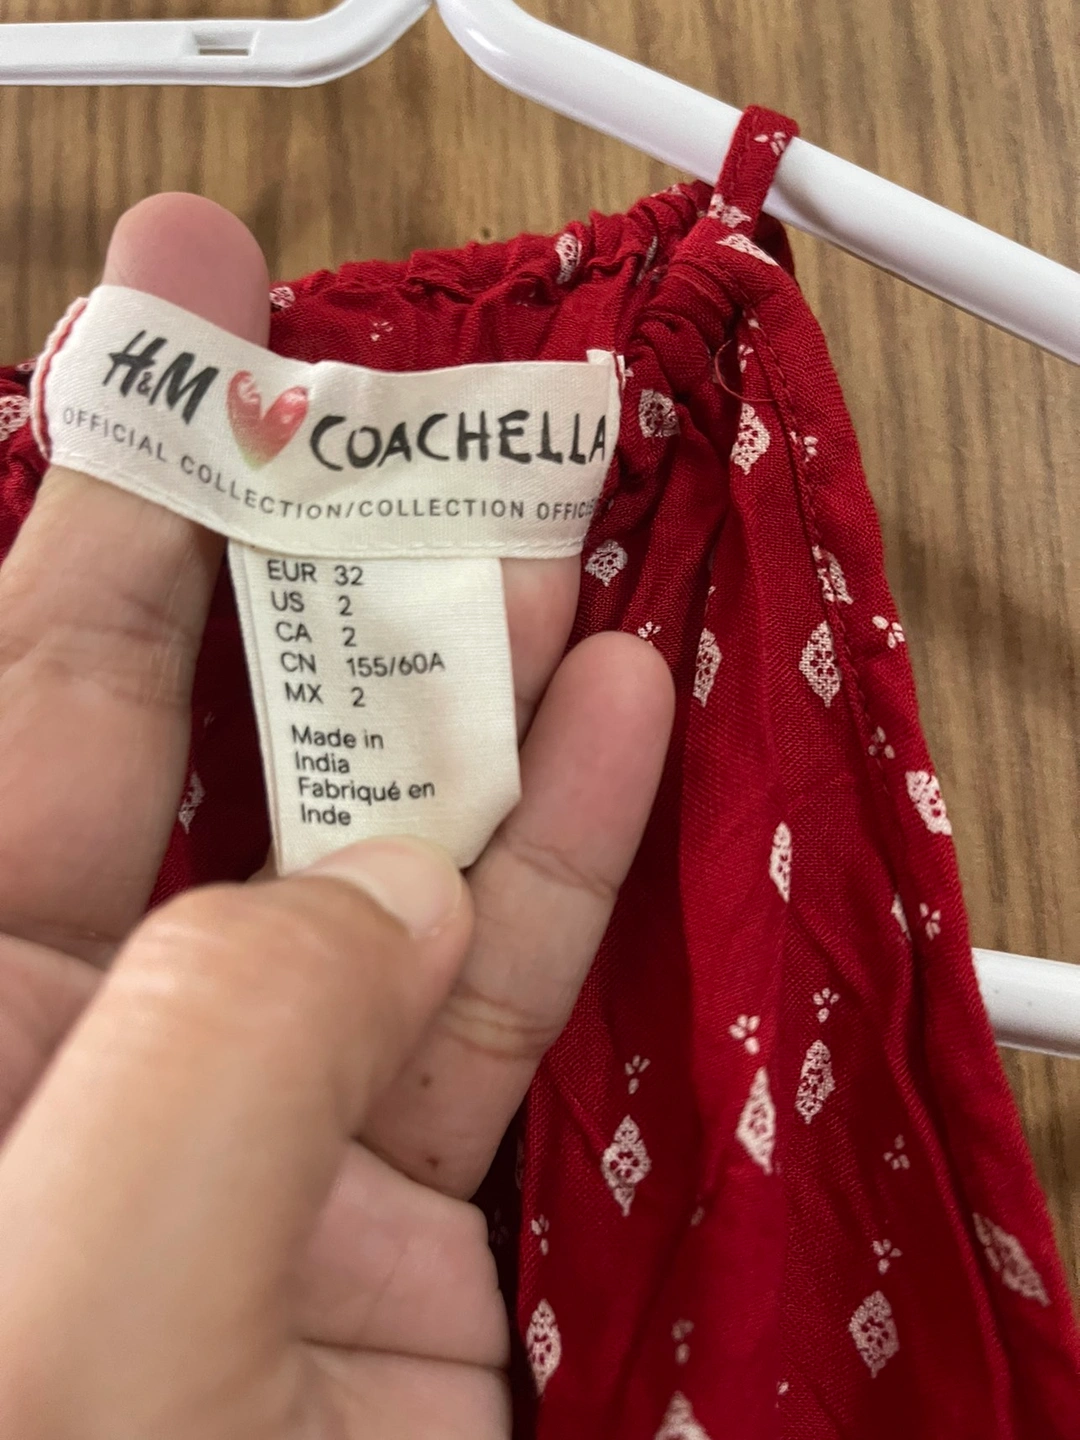 H&M COACHELLA
OFFICIAL COLLECTION/COLLECTION
EUR 32
US 2
CA 2
CN 155/60A
MX 2
Made in
India
Fabriqué en
Inde